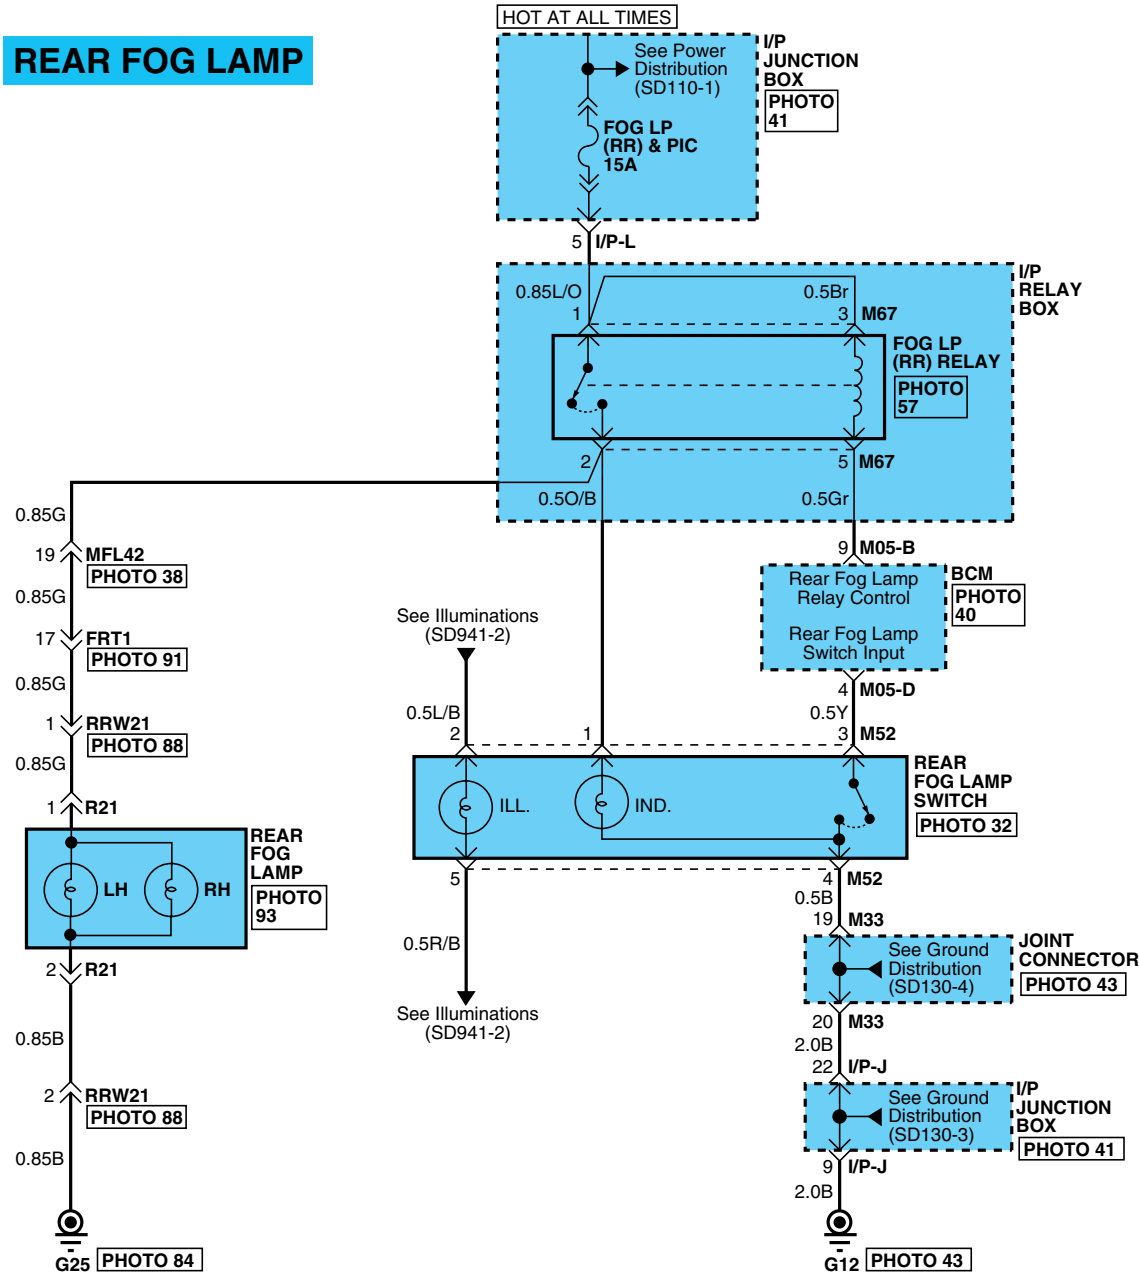 HOT AT ALL TIMES
REAR FOG LAMP
See Power
Distribution
(SD110-1)
I/P
JUNCTION
BOX
PHOTO
41
FOG LP
(RR) & PIC
15A
5 I/P-L
I/P
RELAY
BOX
0.85L/O
0.5Br
1
3 M67
FOG LP
(RR) RELAY
PHOTO
57
2
5 M67
0.5O/B
0.5Gr
0.85G
19 MFL42
PHOTO 38
0.85G
17 FRT1
PHOTO 91
0.85G
1 RRW21
PHOTO 88
0.85G
1 R21
9 M05-B
Rear Fog Lamp
Relay Control
Rear Fog Lamp
Switch Input
BCM
PHOTO
40
4 M05-D
0.5Y
See Illuminations
(SD941-2)
0.5L/B
2
1
3 M52
ILL.
IND.
REAR
FOG LAMP
SWITCH
PHOTO 32
LH
RH
REAR
FOG
LAMP
PHOTO
93
5
4 M52
0.5B
0.5R/B
See Illuminations
(SD941-2)
19 M33
See Ground
Distribution
(SD130-4)
JOINT
CONNECTOR
PHOTO 43
20 M33
2.0B
22 I/P-J
See Ground
Distribution
(SD130-3)
I/P
JUNCTION
BOX
PHOTO 41
9 I/P-J
2.0B
2 R21
0.85B
2 RRW21
PHOTO 88
0.85B
G25 PHOTO 84
G12 PHOTO 43